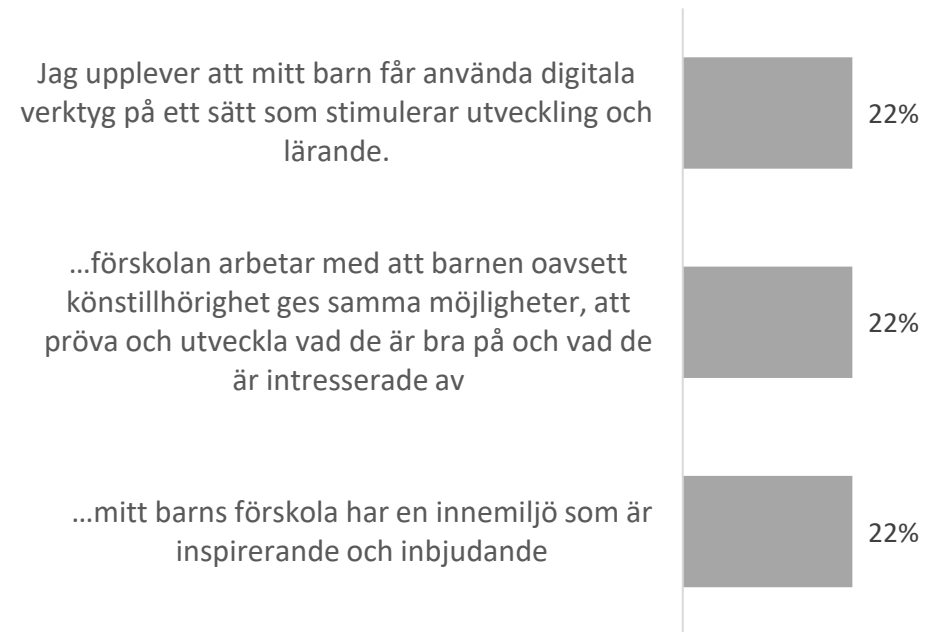 Jag upplever att mitt barn får använda digitala
verktyg på ett sätt som stimulerar utveckling och
lärande.
22%
…förskolan arbetar med att barnen oavsett
könstillhörighet ges samma möjligheter, att
pröva och utveckla vad de är bra på och vad de
är intresserade av
22%
…mitt barns förskola har en innemiljö som är
inspirerande och inbjudande
22%